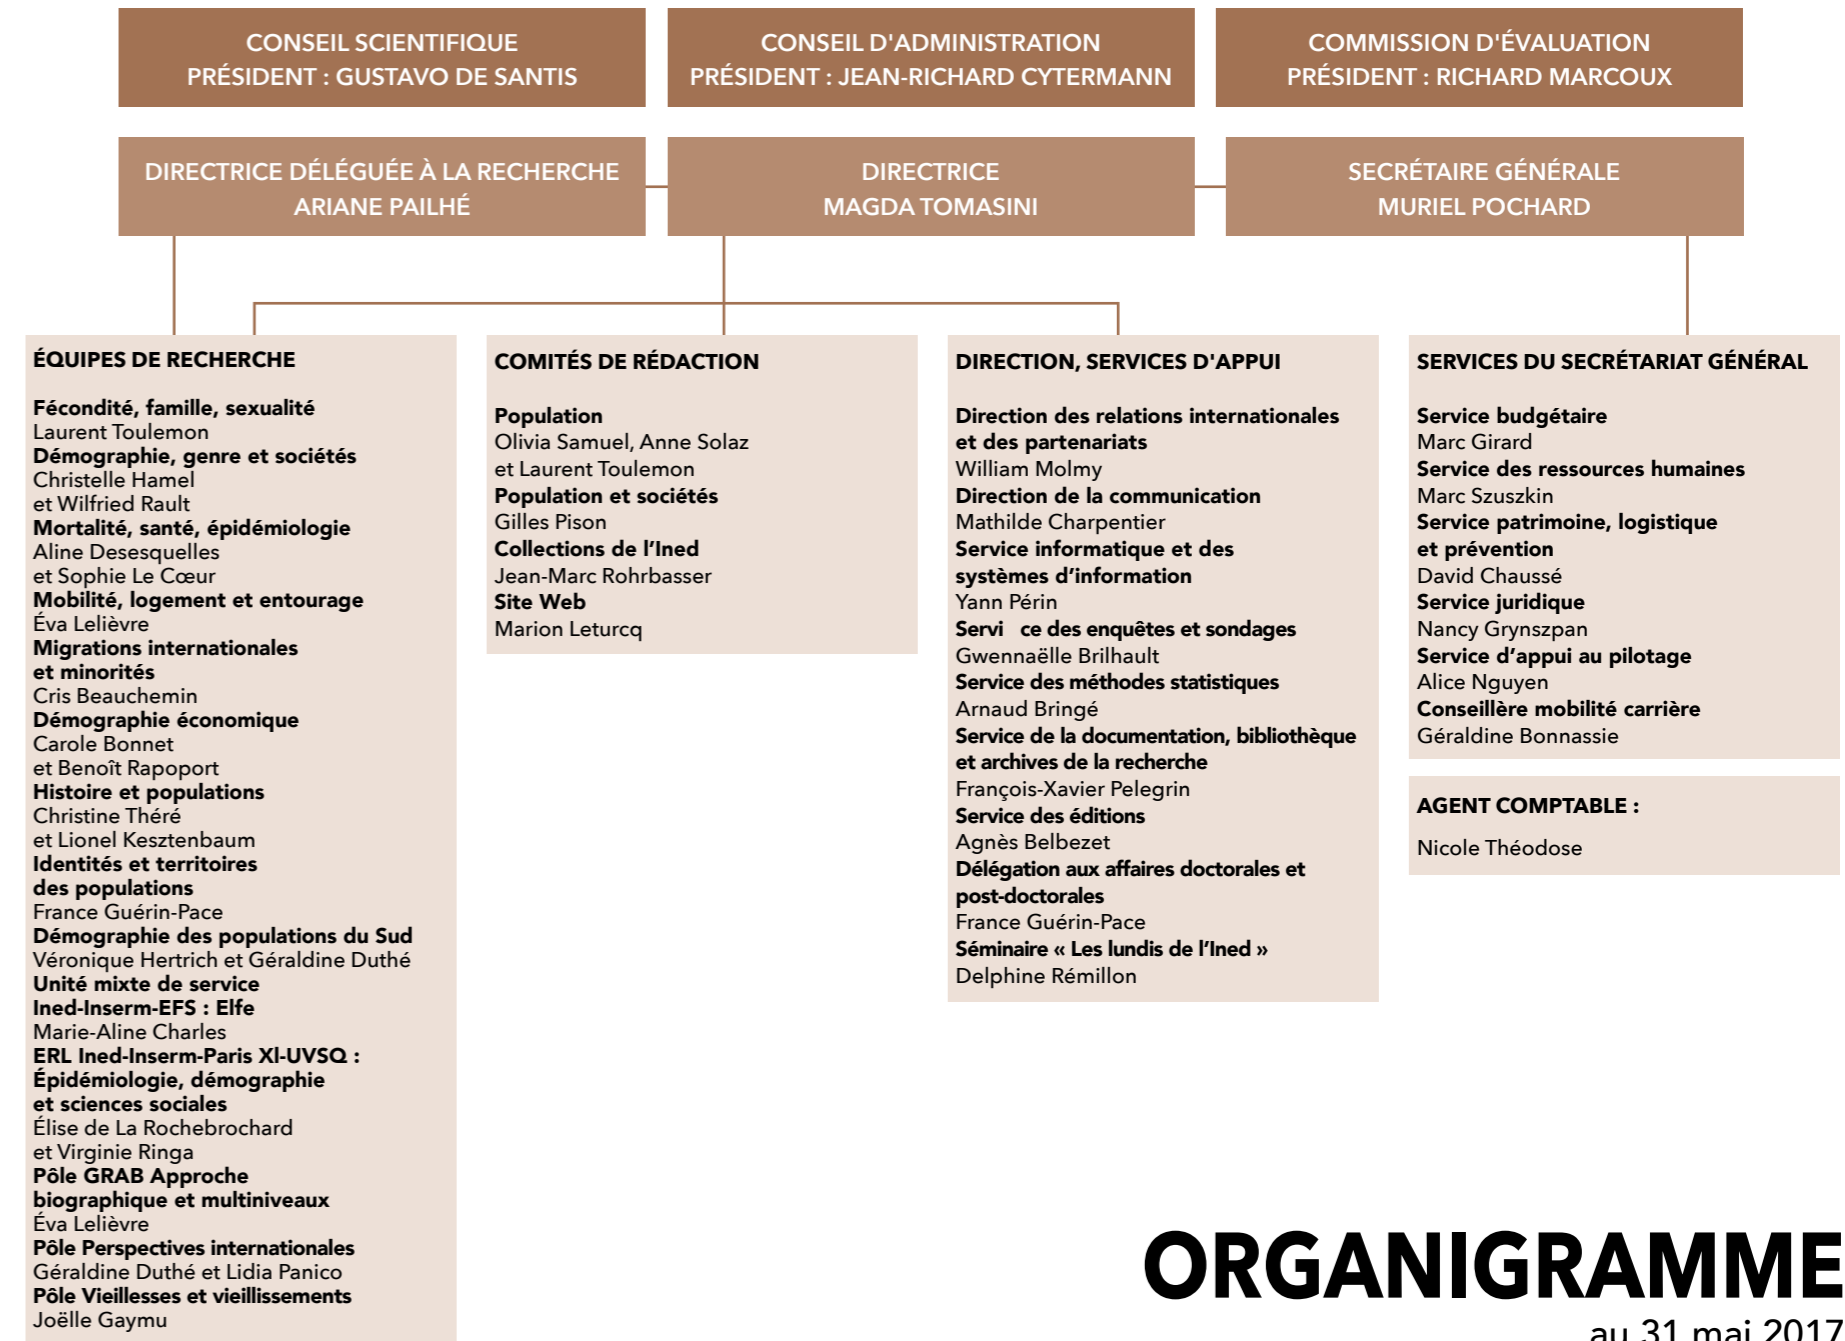 CONSEIL SCIENTIFIQUE
PRÉSIDENT : GUSTAVO DE SANTIS
CONSEIL D'ADMINISTRATION
PRÉSIDENT : JEAN-RICHARD CYTERMANN
COMMISSION D'ÉVALUATION
PRÉSIDENT : RICHARD MARCOUX
DIRECTRICE DÉLÉGUÉE À LA RECHERCHE
ARIANE PAILHÉ
DIRECTRICE
MAGDA TOMASINI
SECRÉTAIRE GÉNÉRALE
MURIEL POCHARD
ÉQUIPES DE RECHERCHE
Fécondité, famille, sexualité
Laurent Toulemon
Démographie, genre et sociétés
Christelle Hamel
et Wilfried Rault
Mortalité, santé, épidémiologie
Aline Desesquelles
et Sophie Le Cœur
Mobilité, logement et entourage
Éva Lelièvre
Migrations internationales
et minorités
Cris Beauchemin
Démographie économique
Carole Bonnet
et Benoît Rapoport
Histoire et populations
Christine Théré
et Lionel Kesztenbaum
Identités et territoires
des populations
France Guérin-Pace
Démographie des populations du Sud
Véronique Hertrich et Géraldine Duthé
Unité mixte de service
Ined-Inserm-EFS : Elfe
Marie-Aline Charles
ERL Ined-Inserm-Paris Xl-UVSQ :
Épidémiologie, démographie
et sciences sociales
Élise de La Rochebrochard
et Virginie Ringa
Pôle GRAB Approche
biographique et multiniveaux
Éva Lelièvre
Pôle Perspectives internationales
Géraldine Duthé et Lidia Panico
Pôle Vieillesses et vieillissements
Joëlle Gaymu
COMITÉS DE RÉDACTION
Population
Olivia Samuel, Anne Solaz
et Laurent Toulemon
Population et sociétés
Gilles Pison
Collections de l'Ined
Jean-Marc Rohrbasser
Site Web
Marion Leturcq
DIRECTION, SERVICES D'APPUI
Direction des relations internationales
et des partenariats
William Molmy
Direction de la communication
Mathilde Charpentier
Service informatique et des
systèmes d'information
Yann Périn
Servi ce des enquêtes et sondages
Gwennaëlle Brilhault
Service des méthodes statistiques
Arnaud Bringé
Service de la documentation, bibliothèque
et archives de la recherche
François-Xavier Pelegrin
Service des éditions
Agnès Belbezet
Délégation aux affaires doctorales et
post-doctorales
France Guérin-Pace
Séminaire « Les lundis de l'Ined »
Delphine Rémillon
SERVICES DU SECRÉTARIAT GÉNÉRAL
Service budgétaire
Marc Girard
Service des ressources humaines
Marc Szuszkin
Service patrimoine, logistique
et prévention
David Chaussé
Service juridique
Nancy Grynszpan
Service d'appui au pilotage
Alice Nguyen
Conseillère mobilité carrière
Géraldine Bonnassie
AGENT COMPTABLE :
Nicole Théodose
ORGANIGRAMME
au 31 mai 2017